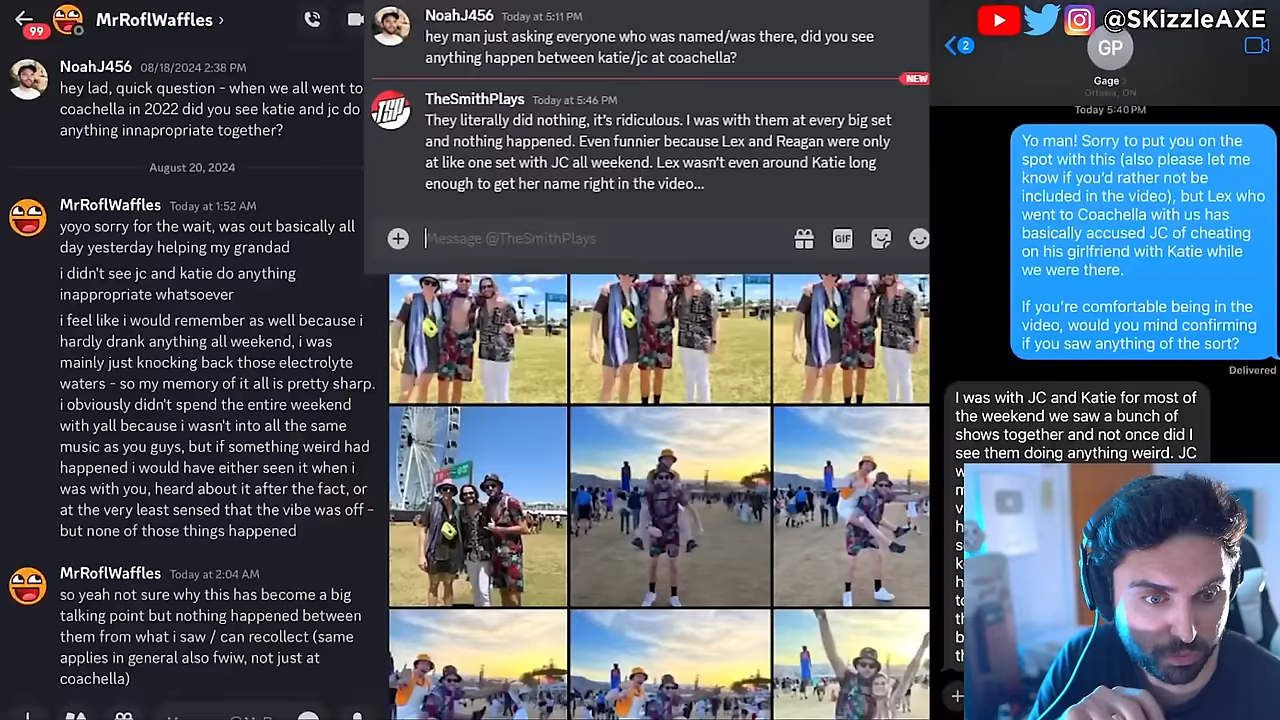 99
MrRoflWaffles ›
NoahJ456 08/18/2024 2:38 PM
hey lad, quick question - when we all went to
coachella in 2022 did you see katie and jc do
anything innapropriate together?
August 20, 2024
MrRoflWaffles Today at 1:52 AM
yoyo sorry for the wait, was out basically all
day yesterday helping my grandad
i didn't see jc and katie do anything
inappropriate whatsoever
i feel like i would remember as well because i
hardly drank anything all weekend, i was
mainly just knocking back those electrolyte
waters - so my memory of it all is pretty sharp.
i obviously didn't spend the entire weekend
with yall because i wasn't into all the same
music as you guys, but if something weird had
happened i would have either seen it when i
was with you, heard about it after the fact, or
at the very least sensed that the vibe was off -
but none of those things happened
MrRoflWaffles Today at 2:04 AM
so yeah not sure why this has become a big
talking point but nothing happened between
them from what i saw / can recollect (same
applies in general also fwiw, not just at
coachella)
NoahJ456 Today at 5:11 PM
hey man just asking everyone who was named/was there, did you see
anything happen between katie/jc at coachella?
NEW
TSP
TheSmithPlays Today at 5:46 PM
They literally did nothing, it's ridiculous. I was with them at every big set
and nothing happened. Even funnier because Lex and Reagan were only
at like one set with JC all weekend. Lex wasn't even around Katie long
enough to get her name right in the video...
Message @TheSmithPlays
GIF
@SKizzleAXE
2
GP
Gage ›
Ottawa, ON
Today 5:40 PM
Yo man! Sorry to put you on the
spot with this (also please let me
know if you'd rather not be
included in the video), but Lex who
went to Coachella with us has
basically accused JC of cheating
on his girlfriend with Katie while
we were there.
If you're comfortable being in the
video, would you mind confirming
if you saw anything of the sort?
Delivered
I was with JC and Katie for most of
the weekend we saw a bunch of
shows together and not once did I
see them doing anything weird. JC